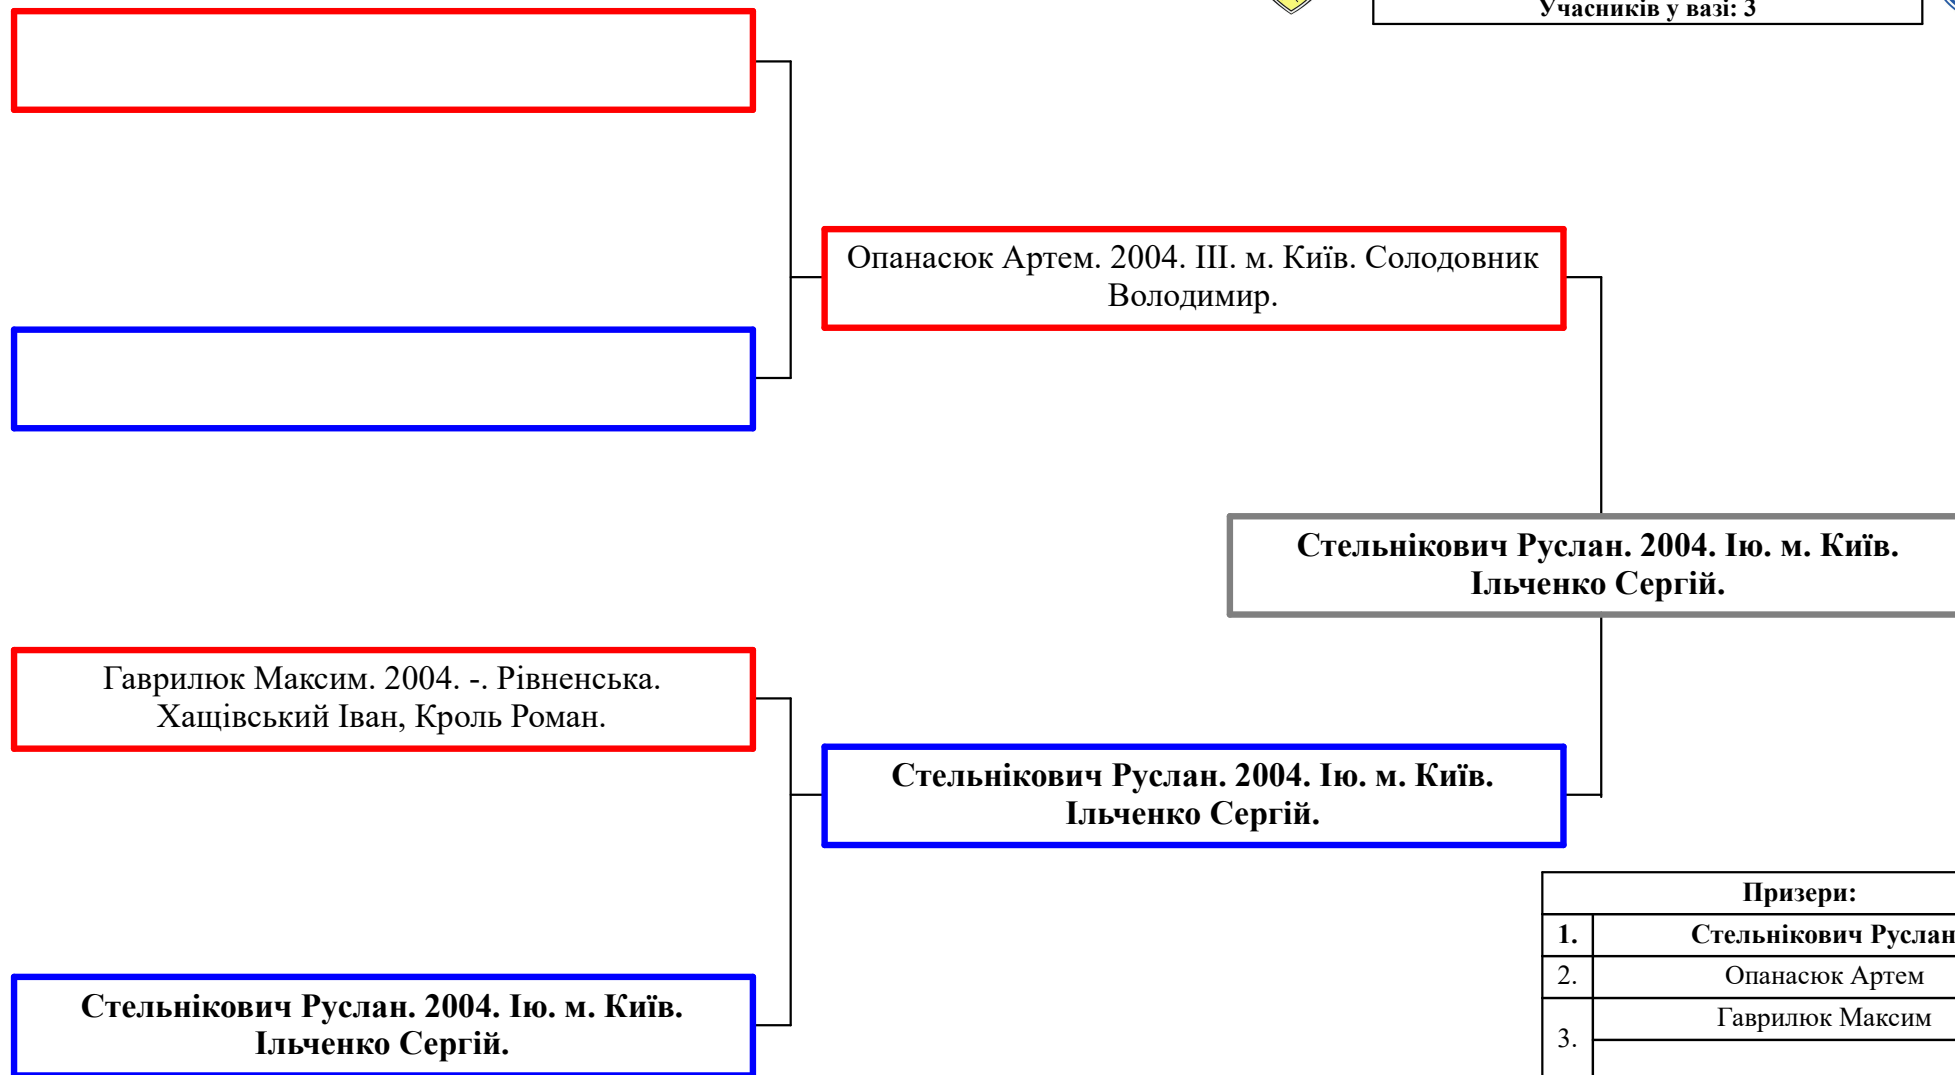 Учасників у вазі: 3
Опанасюк Артем. 2004. III. м. Київ. Солодовник
Володимир.
Стельнікович Руслан. 2004. Ію. м. Київ.
Ільченко Сергій.
Гаврилюк Максим. 2004. -. Рівненська.
Хащівський Іван, Кроль Роман.
Стельнікович Руслан. 2004. Ію. м. Київ.
Ільченко Сергій.
Стельнікович Руслан. 2004. Ію. м. Київ.
Ільченко Сергій.
Призери:
1. Стельнікович Руслан
2. Опанасюк Артем
3. Гаврилюк Максим